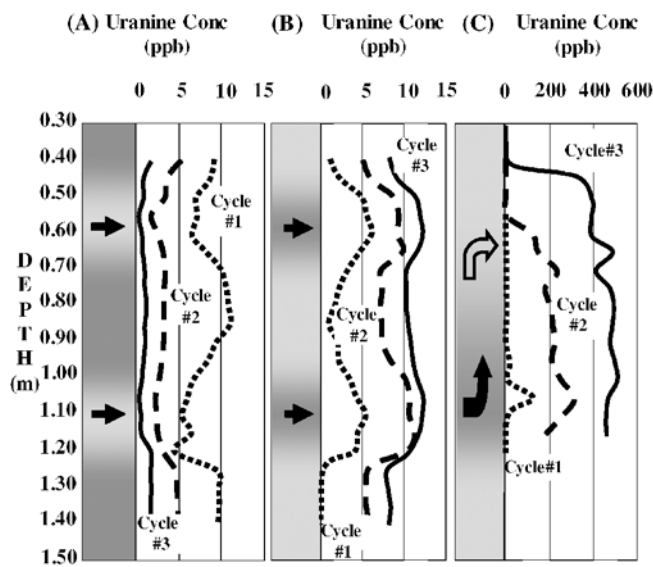 (A) Uranine Conc (B) Uranine Conc (C) Uranine Conc
(ppb) (ppb) (ppb)
0 5 10 15 0 5 10 15 0 200 400 600
0.30
0.40
0.50
0.60
0.70
0.80
0.90
1.00
1.10
1.20
1.30
1.40
1.50
D
E
P
T
H
(m)
Cycle
#1
Cycle
#2
Cycle
#3
Cycle
#3
Cycle
#2
Cycle
#1
Cycle#3
Cycle
#2
Cycle#1